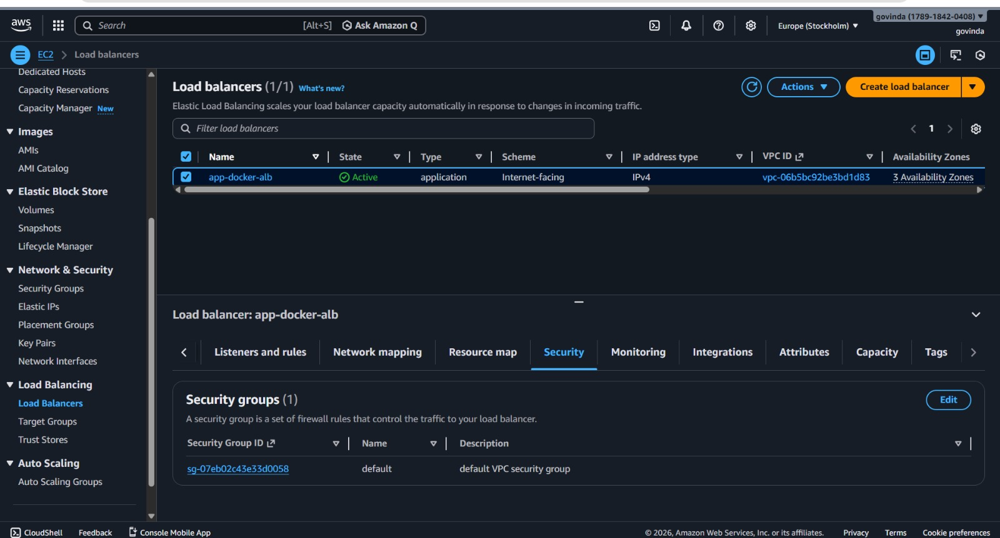 aws
Search [Alt+S] Ask Amazon Q
Europe (Stockholm)
govinda (1789-1842-0408)
govinda
EC2 Load balancers
Dedicated Hosts
Capacity Reservations
Capacity Manager New
Images
AMIs
AMI Catalog
Elastic Block Store
Volumes
Snapshots
Lifecycle Manager
Network & Security
Security Groups
Elastic IPs
Placement Groups
Key Pairs
Network Interfaces
Load Balancing
Load Balancers
Target Groups
Trust Stores
Auto Scaling
Auto Scaling Groups
Load balancers (1/1) What's new?
Actions
Create load balancer
Elastic Load Balancing scales your load balancer capacity automatically in response to changes in incoming traffic.
Filter load balancers
1
Name State Type Scheme IP address type VPC ID Availability Zones
app-docker-alb Active application Internet-facing IPv4 vpc-06b5bc92be3bd1d83 3 Availability Zones
Load balancer: app-docker-alb
Listeners and rules Network mapping Resource map Security Monitoring Integrations Attributes Capacity Tags
Security groups (1)
Edit
A security group is a set of firewall rules that control the traffic to your load balancer.
Security Group ID Name Description
sg-07eb02c43e33d0058 default default VPC security group
CloudShell Feedback Console Mobile App © 2026, Amazon Web Services, Inc. or its affiliates. Privacy Terms Cookie preferences